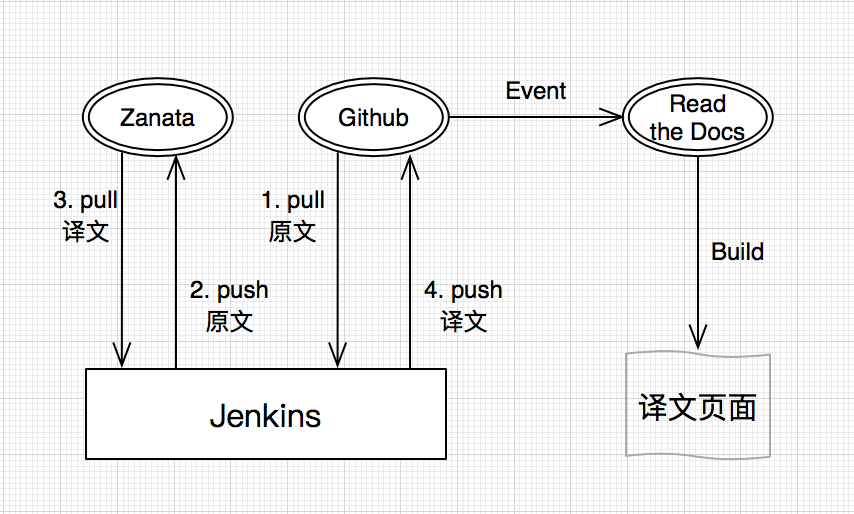 Zanata
Github
Event
Read
the Docs
3. pull
译文
1. pull
原文
2. push
原文
4. push
译文
Build
Jenkins
译文页面